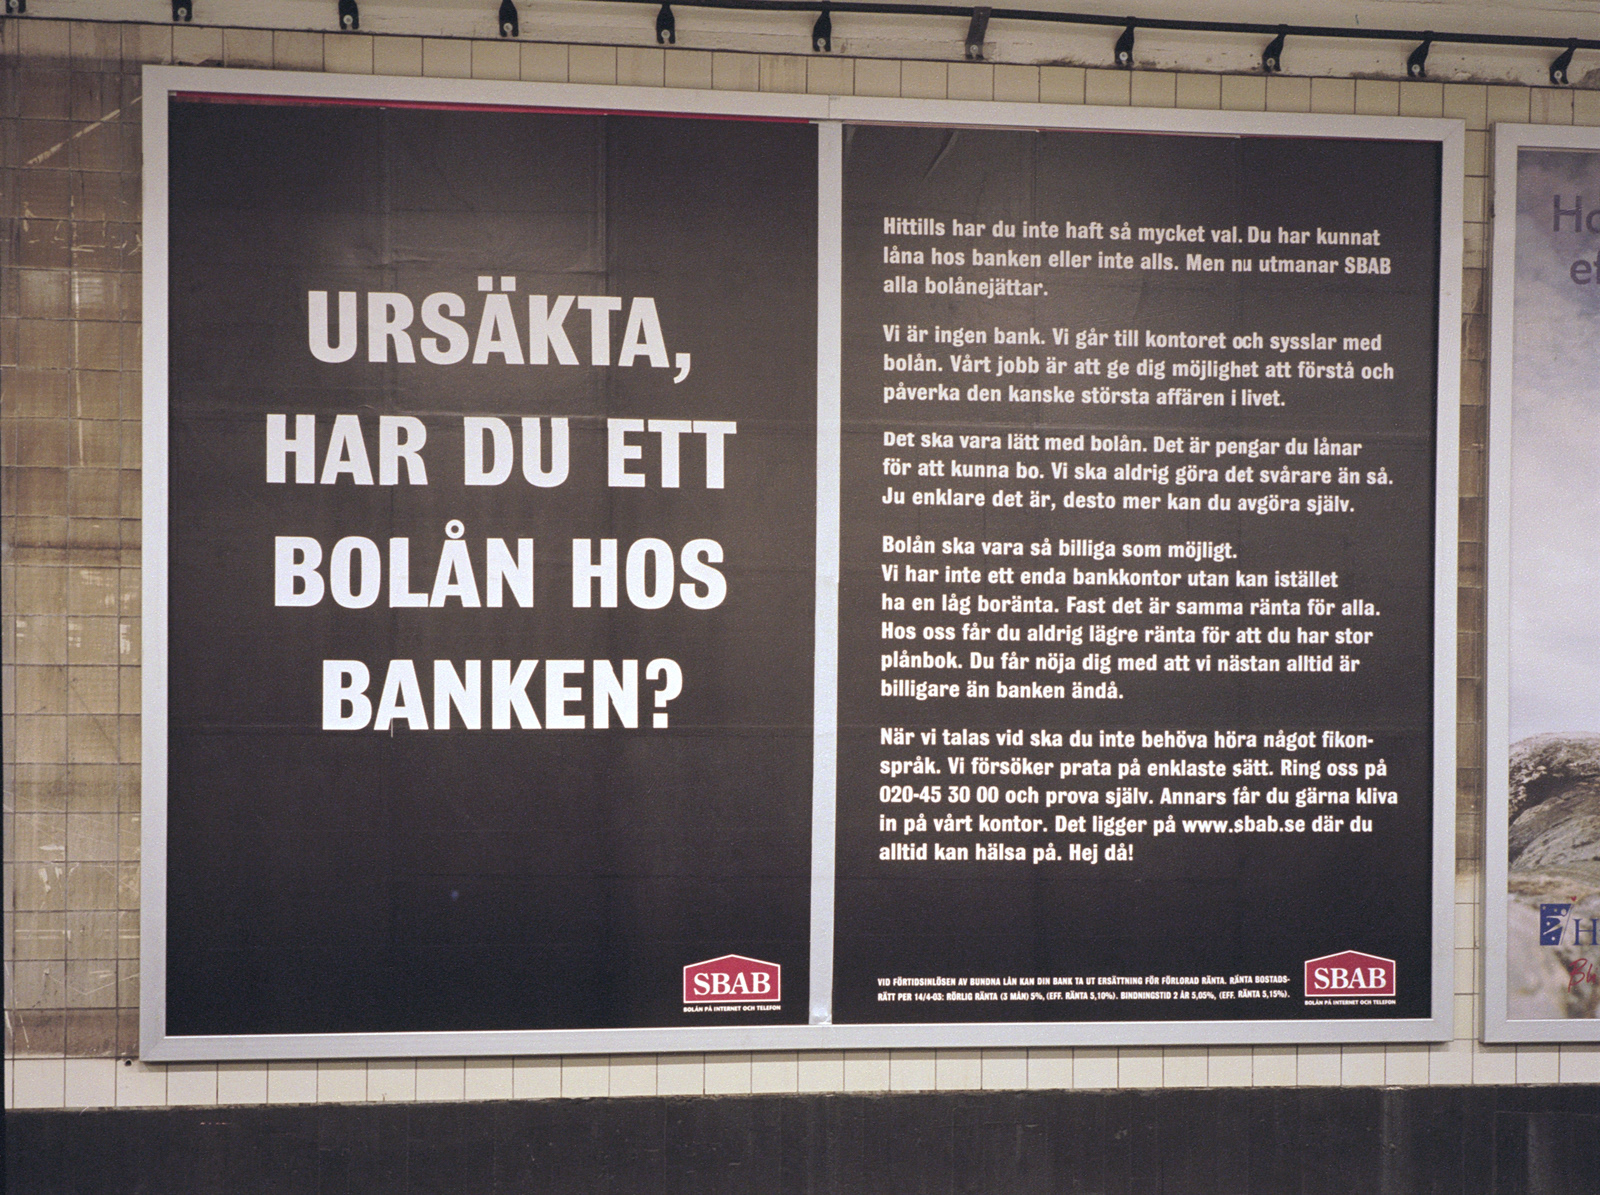 URSÄKTA,
HAR DU ETT
BOLÅN HOS
BANKEN?
SBAB
BOLÅN PÅ INTERNET OCH TELEFON
Hittills har du inte haft så mycket val. Du har kunnat
låna hos banken eller inte alls. Men nu utmanar SBAB
alla bolånejättar.
Vi är ingen bank. Vi går till kontoret och sysslar med
bolån. Vårt jobb är att ge dig möjlighet att förstå och
påverka den kanske största affären i livet.
Det ska vara lätt med bolån. Det är pengar du lånar
för att kunna bo. Vi ska aldrig göra det svårare än så.
Ju enklare det är, desto mer kan du avgöra själv.
Bolån ska vara så billiga som möjligt.
Vi har inte ett enda bankkontor utan kan istället
ha en låg boränta. Fast det är samma ränta för alla.
Hos oss får du aldrig lägre ränta för att du har stor
plånbok. Du får nöja dig med att vi nästan alltid är
billigare än banken ändå.
När vi talas vid ska du inte behöva höra något fikon-
språk. Vi försöker prata på enklaste sätt. Ring oss på
020-45 30 00 och prova själv. Annars får du gärna kliva
in på vårt kontor. Det ligger på www.sbab.se där du
alltid kan hälsa på. Hej då!
VID FÖRTIDSINLÖSEN AV BUNDNA LÅN KAN DIN BANK TA UT ERSÄTTNING FÖR FÖRLORAD RÄNTA. RÄNTA BOSTADS-
RÄTT PER 14/4-03: RÖRLIG RÄNTA (3 MÅN) 5%, (EFF. RÄNTA 5,10%). BINDNINGSTID 2 ÅR 5,05%, (EFF. RÄNTA 5,15%).
SBAB
BOLÅN PÅ INTERNET OCH TELEFON
Ho
ef
H